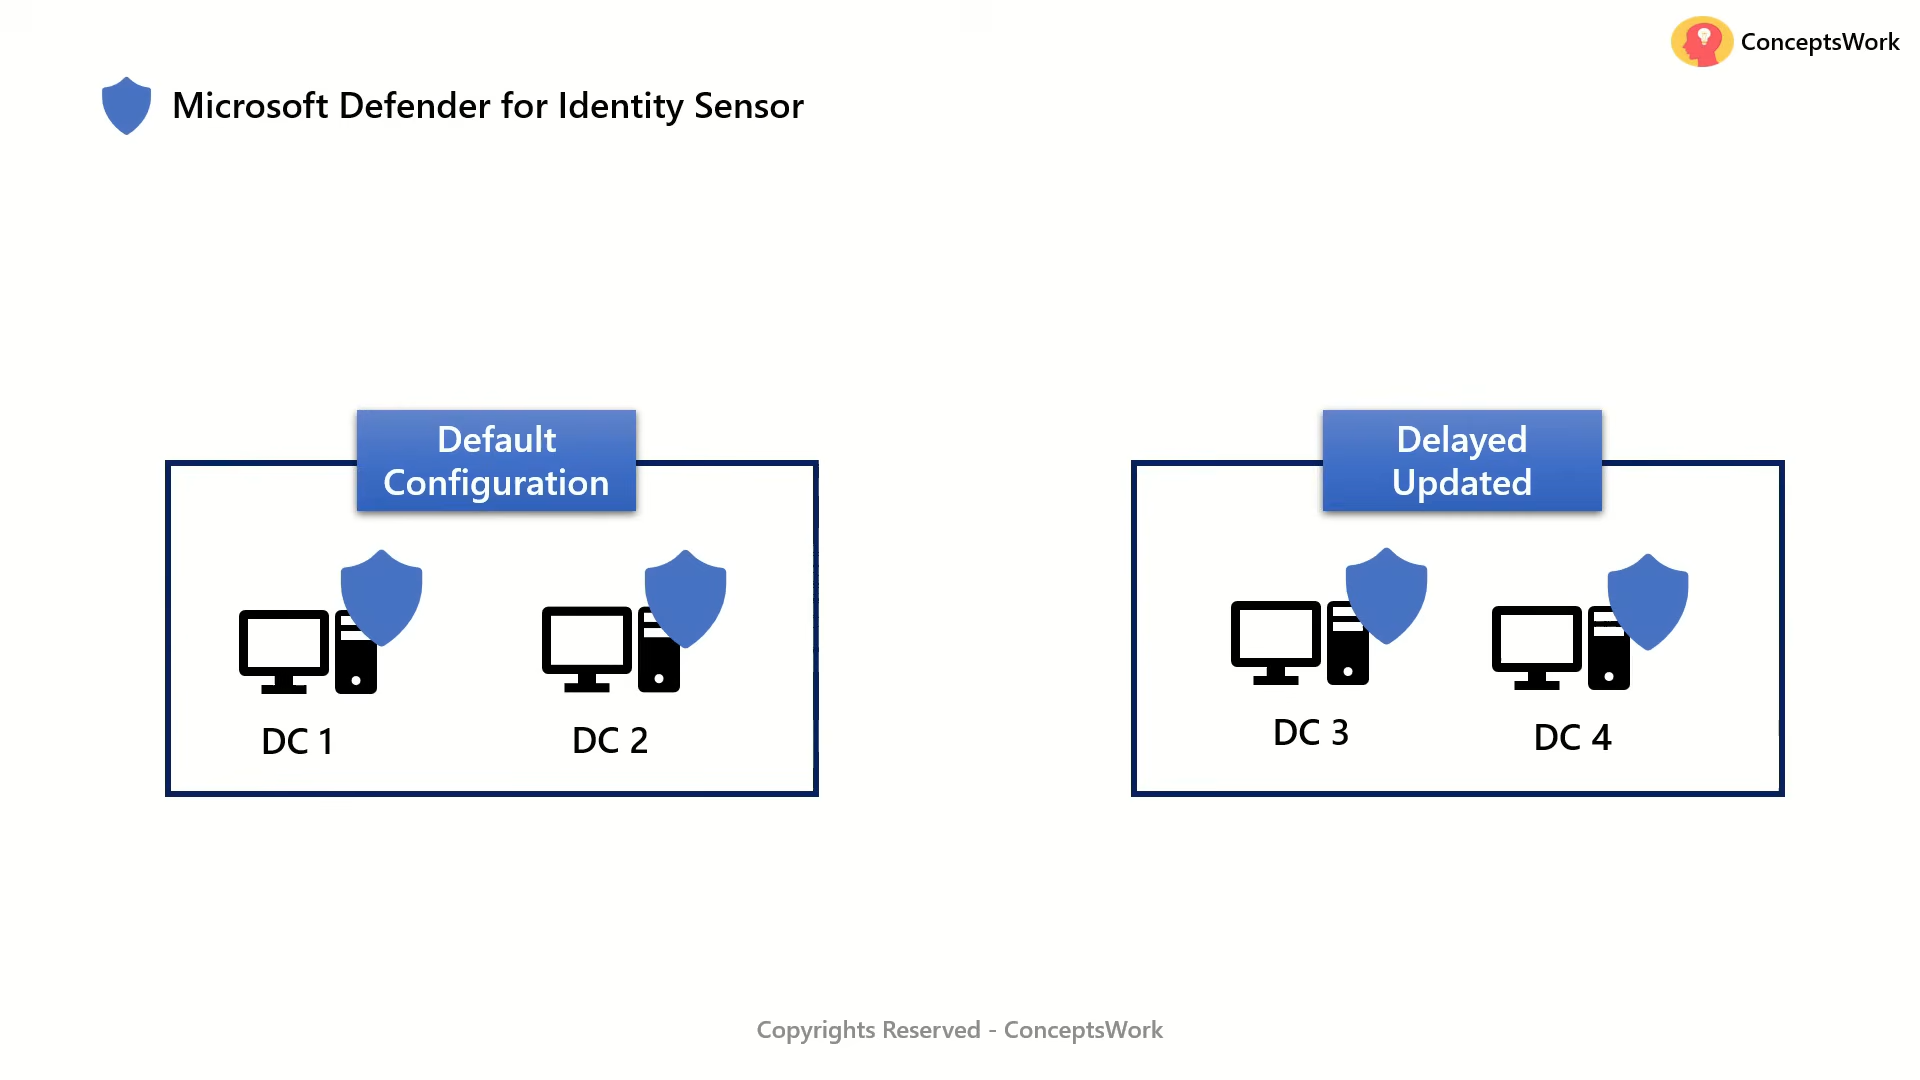 ConceptsWork
Microsoft Defender for Identity Sensor
Default
Configuration
DC 1
DC 2
Delayed
Updated
DC 3
DC 4
Copyrights Reserved - ConceptsWork